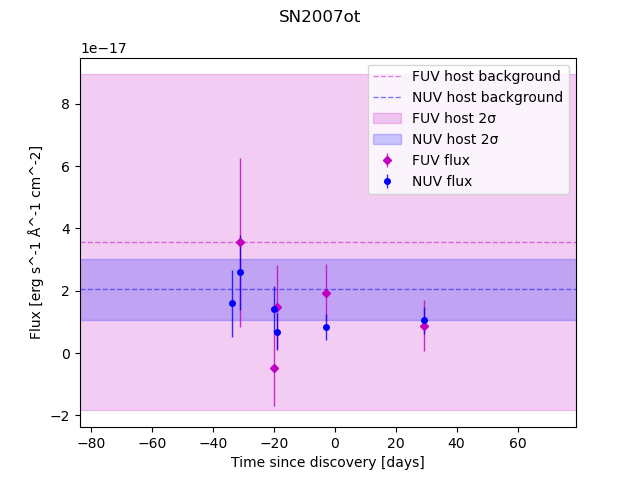 SN2007ot
1e−17
FUV host background
NUV host background
FUV host 2σ
NUV host 2σ
FUV flux
NUV flux
8
6
4
2
0
−2
Flux [erg s^-1 Å^-1 cm^-2]
−80 −60 −40 −20 0 20 40 60
Time since discovery [days]